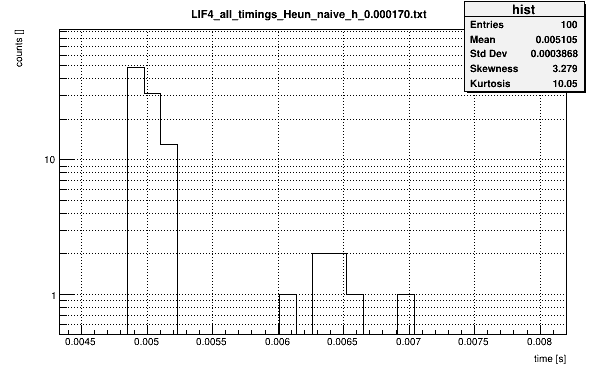 LIF4_all_timings_Heun_naive_h_0.000170.txt
hist
Entries 100
Mean 0.005105
Std Dev 0.0003868
Skewness 3.279
Kurtosis 10.05
counts []
10
1
0.0045 0.005 0.0055 0.006 0.0065 0.007 0.0075 0.008
time [s]